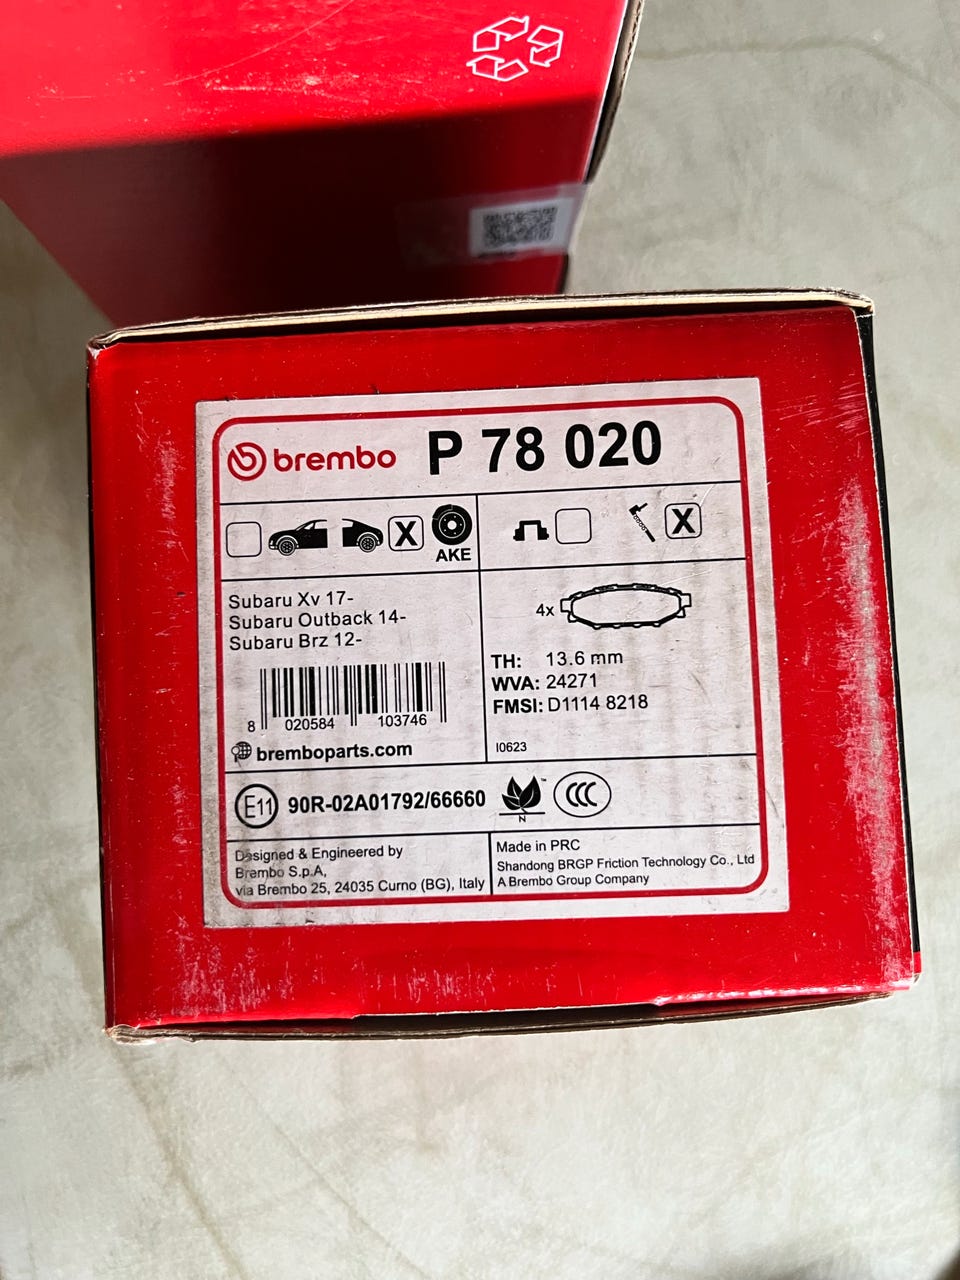 brembo P 78 020
X AKE
X
Subaru Xv 17-
Subaru Outback 14-
Subaru Brz 12-
8 020584 103746
bremboparts.com
4x
TH: 13.6 mm
WVA: 24271
FMSI: D1114 8218
I0623
E11 90R-02A01792/66660
™
N
CCC
Designed & Engineered by
Brembo S.p.A,
via Brembo 25, 24035 Curno (BG), Italy
Made in PRC
Shandong BRGP Friction Technology Co., Ltd
A Brembo Group Company